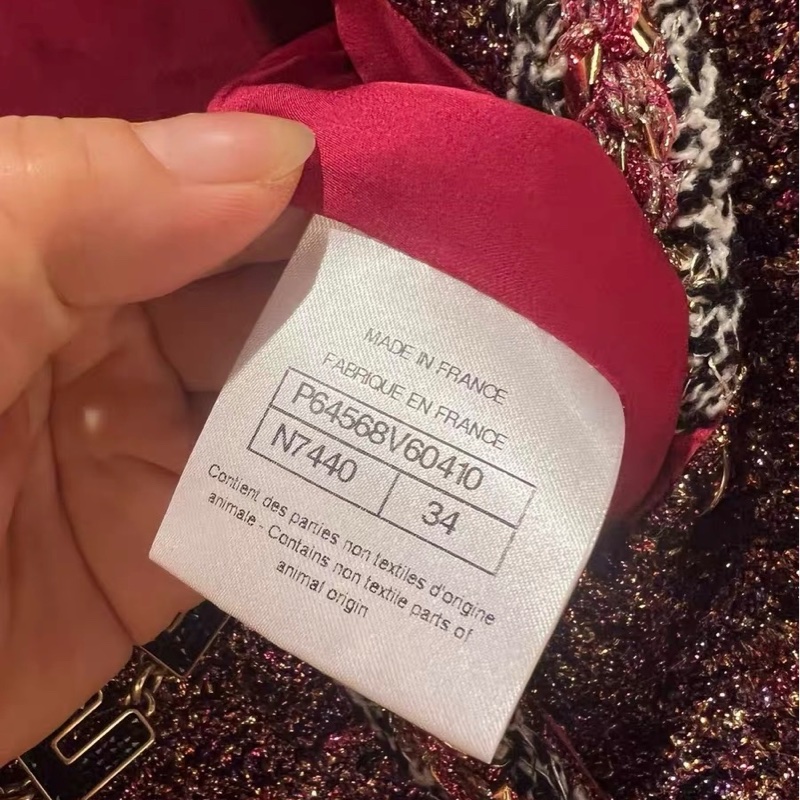 MADE IN FRANCE
FABRIQUE EN FRANCE
P64568V60410
N7440 34
Contient des parties non textiles d'origine
animale - Contains non textile parts of
animal origin